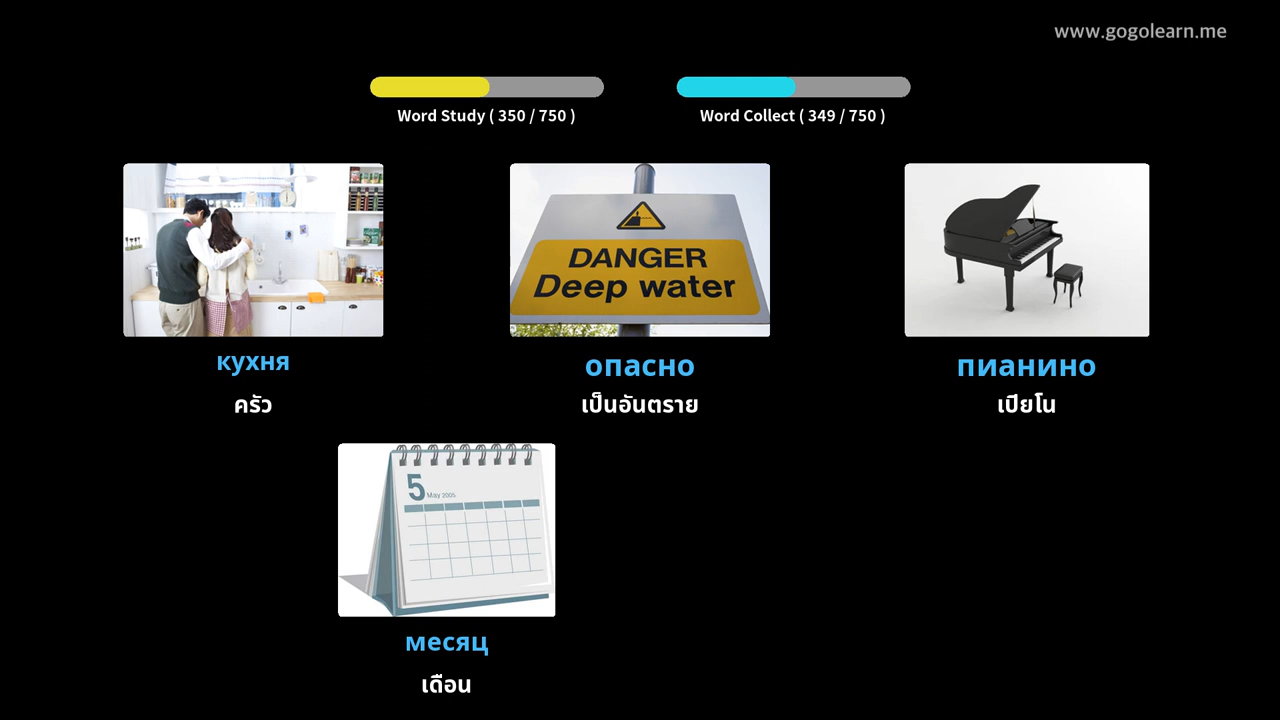 www.gogolearn.me
Word Study ( 350 / 750 )
Word Collect ( 349 / 750 )
DANGER
Deep water
кухня
опасно
пианино
ครัว
เป็นอันตราย
เปียโน
5 May 2005
месяц
เดือน